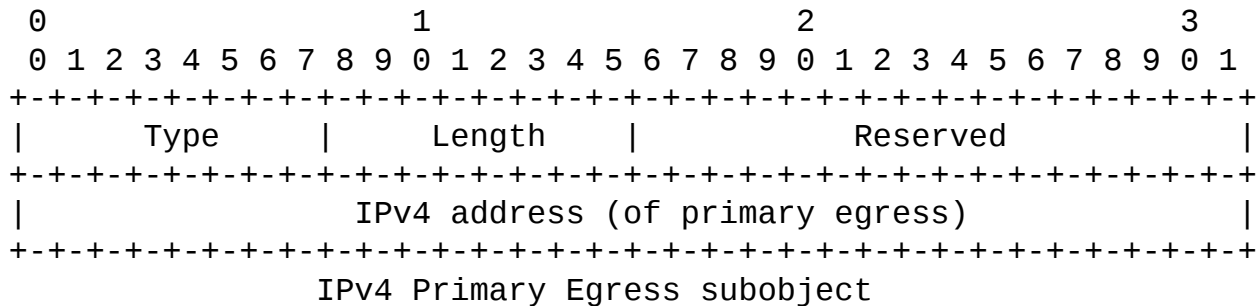 0                   1                   2                   3
 0 1 2 3 4 5 6 7 8 9 0 1 2 3 4 5 6 7 8 9 0 1 2 3 4 5 6 7 8 9 0 1
+-+-+-+-+-+-+-+-+-+-+-+-+-+-+-+-+-+-+-+-+-+-+-+-+-+-+-+-+-+-+-+-+
|     Type      |     Length    |           Reserved            |
+-+-+-+-+-+-+-+-+-+-+-+-+-+-+-+-+-+-+-+-+-+-+-+-+-+-+-+-+-+-+-+-+
|                 IPv4 address (of primary egress)              |
+-+-+-+-+-+-+-+-+-+-+-+-+-+-+-+-+-+-+-+-+-+-+-+-+-+-+-+-+-+-+-+-+
               IPv4 Primary Egress subobject